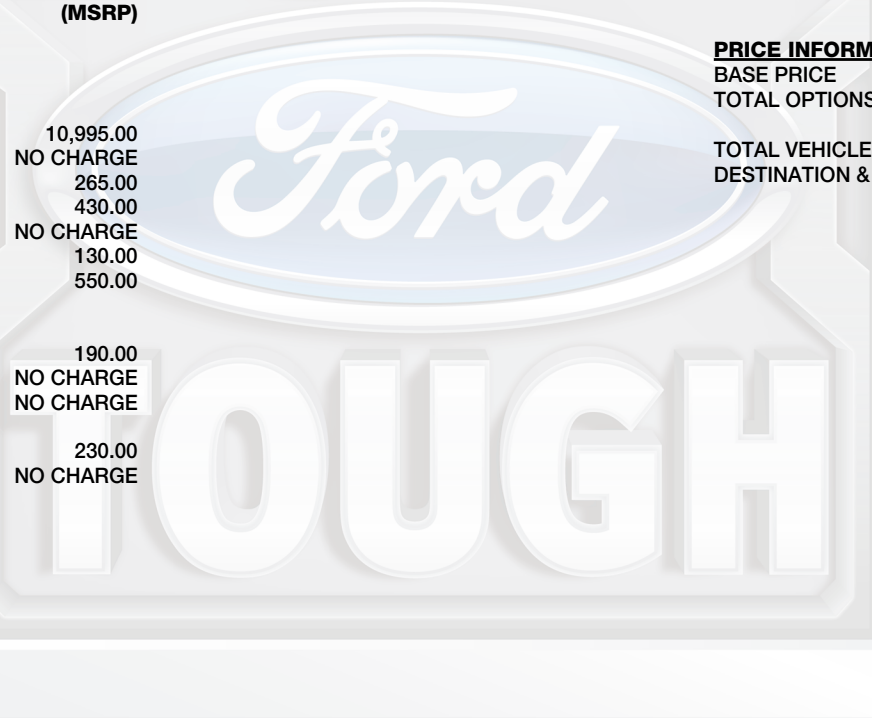 (MSRP)
10,995.00
NO CHARGE
265.00
430.00
NO CHARGE
130.00
550.00
190.00
NO CHARGE
NO CHARGE
230.00
NO CHARGE
PRICE INFORM
BASE PRICE
TOTAL OPTIONS
TOTAL VEHICLE
DESTINATION &
Ford
TOUGH